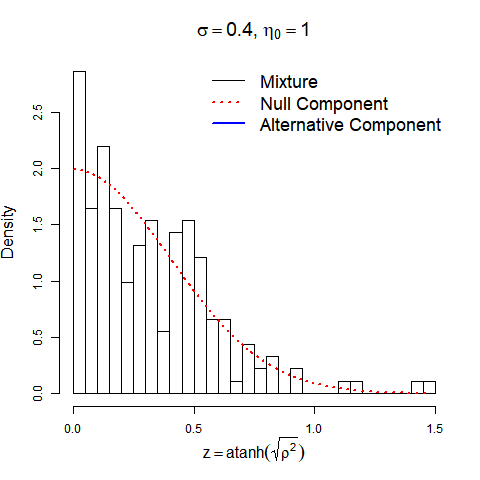 σ = 0.4, η₀ = 1
Mixture
Null Component
Alternative Component
Density
2.5
2.0
1.5
1.0
0.5
0.0
0.0 0.5 1.0 1.5
z = atanh(√ρ²)